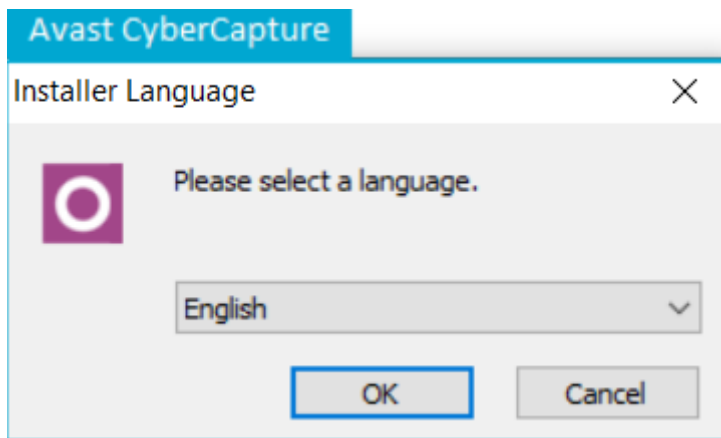 Avast CyberCapture
Installer Language
Please select a language.
English
OK Cancel